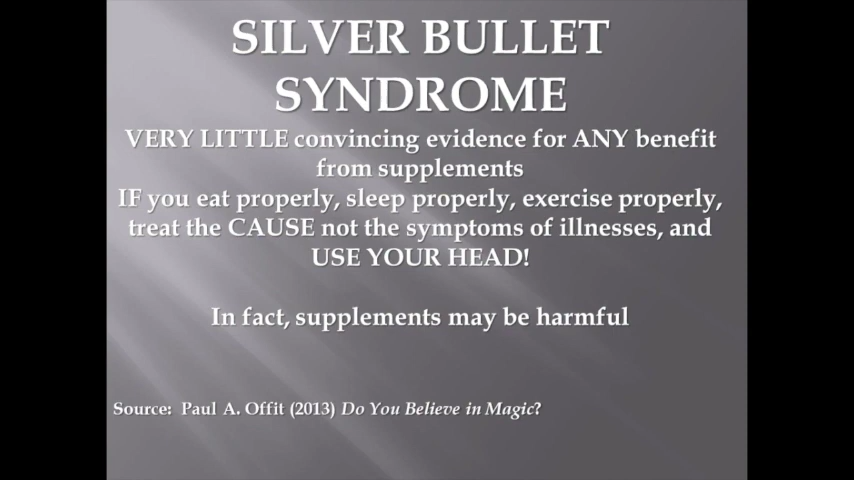 SILVER BULLET
SYNDROME
VERY LITTLE convincing evidence for ANY benefit
from supplements
IF you eat properly, sleep properly, exercise properly,
treat the CAUSE not the symptoms of illnesses, and
USE YOUR HEAD!
In fact, supplements may be harmful
Source: Paul A. Offit (2013) Do You Believe in Magic?